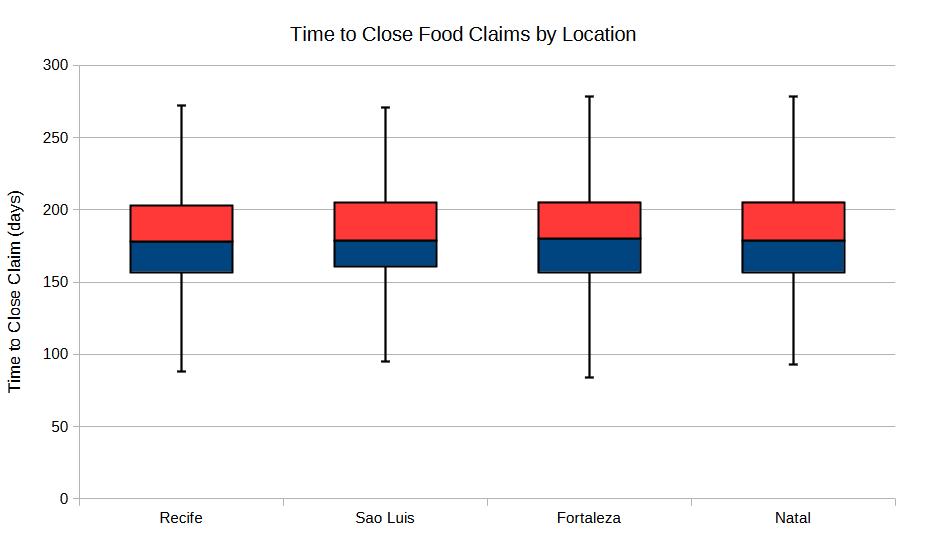 Time to Close Food Claims by Location
Time to Close Claim (days)
300
250
200
150
100
50
0
Recife
Sao Luis
Fortaleza
Natal